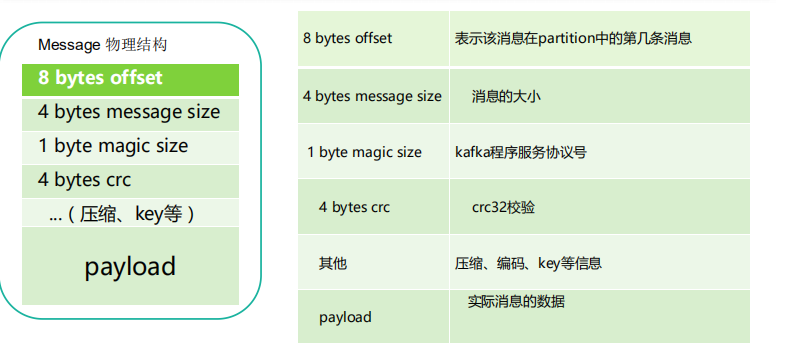 Message 物理结构
8 bytes offset
4 bytes message size
1 byte magic size
4 bytes crc
...（压缩、key等）
payload
8 bytes offset 表示该消息在partition中的第几条消息
4 bytes message size 消息的大小
1 byte magic size kafka程序服务协议号
4 bytes crc crc32校验
其他 压缩、编码、key等信息
payload 实际消息的数据